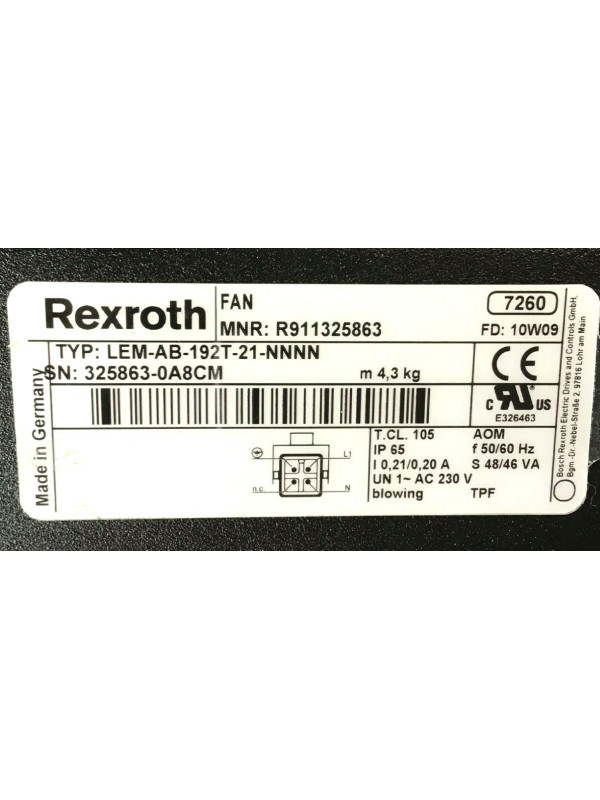 Rexroth
FAN
7260
MNR: R911325863
FD: 10W09
TYP: LEM-AB-192T-21-NNNN
SN: 325863-0A8CM
m 4,3 kg
CE
c RU US
E326463
Made in Germany
L1
n.c.
N
T.CL. 105 AOM
IP 65 f 50/60 Hz
I 0,21/0,20 A S 48/46 VA
UN 1~ AC 230 V
blowing TPF
Bosch Rexroth Electric Drives and Controls GmbH,
Bgm.-Dr.-Nebel-Straße 2, 97816 Lohr am Main